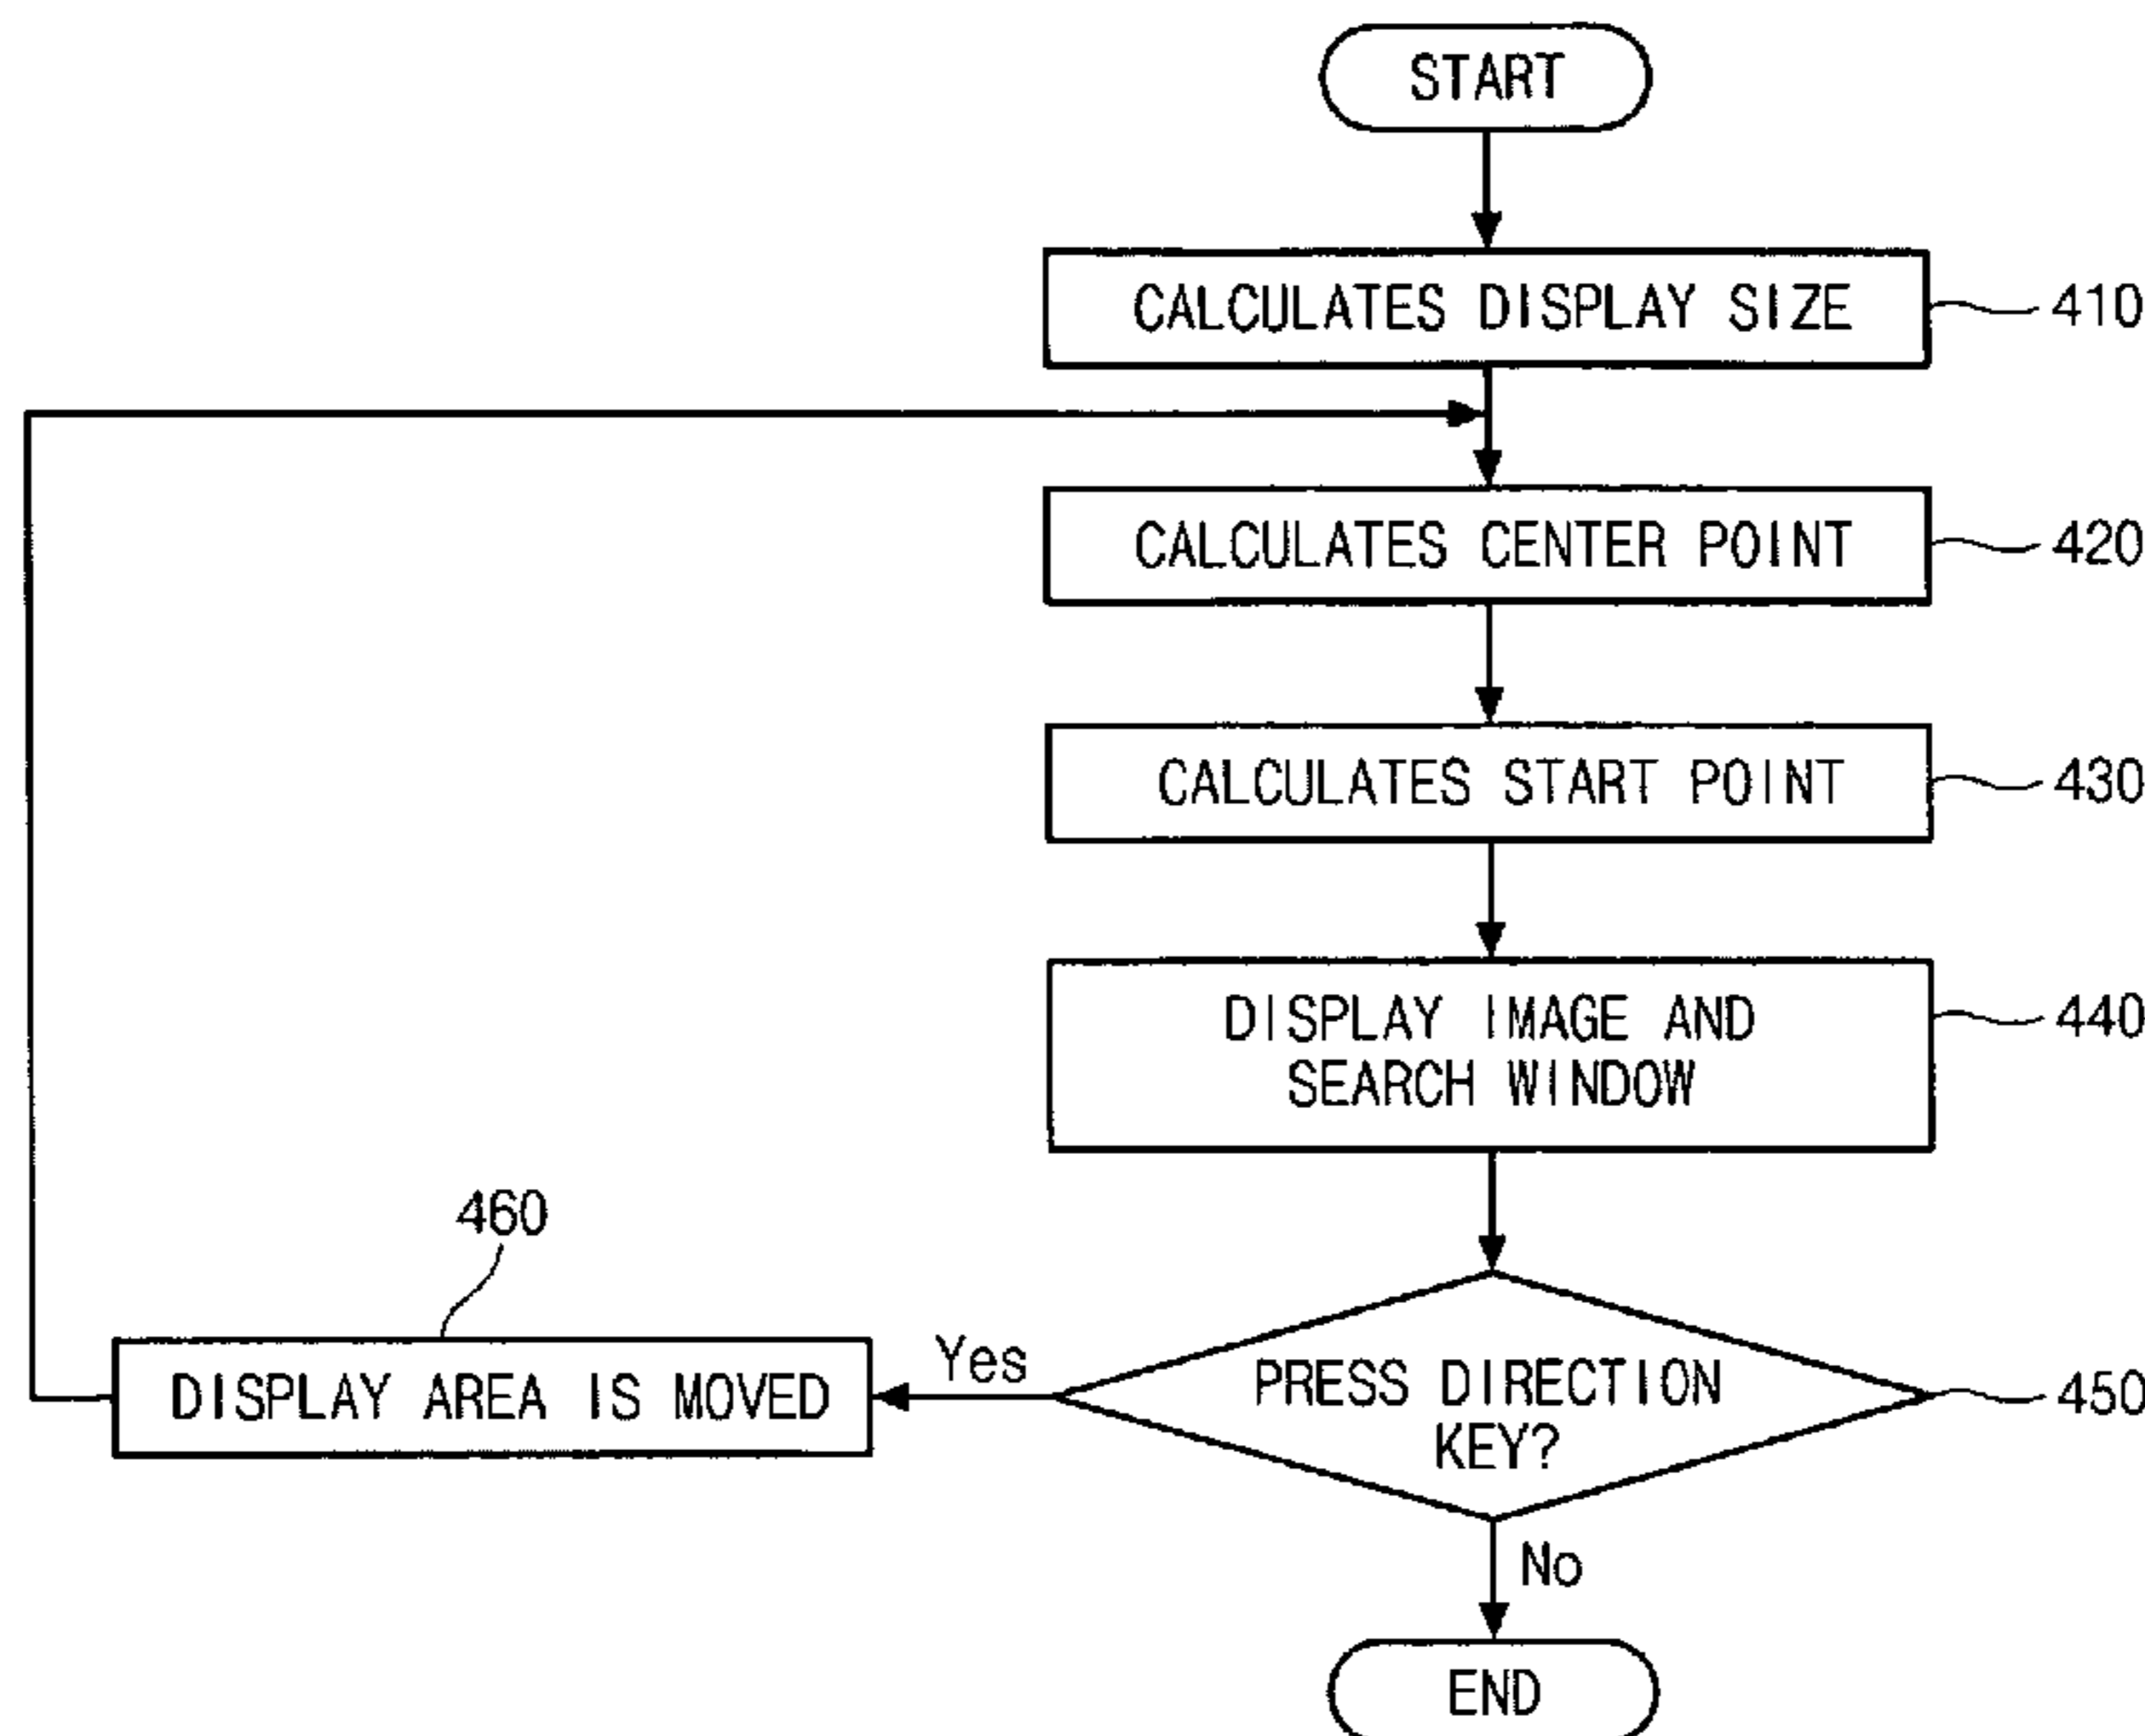 START
CALCULATES DISPLAY SIZE
410
CALCULATES CENTER POINT
420
CALCULATES START POINT
430
DISPLAY IMAGE AND
SEARCH WINDOW
440
460
DISPLAY AREA IS MOVED
Yes
PRESS DIRECTION
KEY?
450
No
END